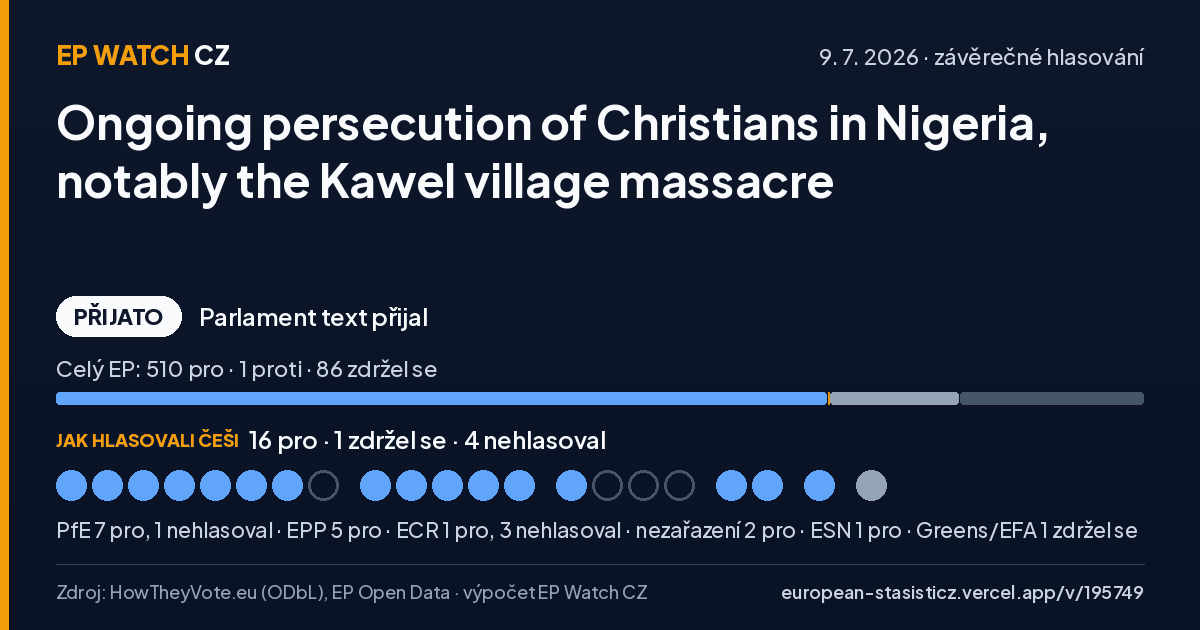 EP WATCH CZ
9. 7. 2026 · závěrečné hlasování
Ongoing persecution of Christians in Nigeria,
notably the Kawel village massacre
PŘIJATO Parlament text přijal
Celý EP: 510 pro · 1 proti · 86 zdržel se
JAK HLASOVALI ČEŠI 16 pro · 1 zdržel se · 4 nehlasoval
PfE 7 pro, 1 nehlasoval · EPP 5 pro · ECR 1 pro, 3 nehlasoval · nezařazení 2 pro · ESN 1 pro · Greens/EFA 1 zdržel se
Zdroj: HowTheyVote.eu (ODbL), EP Open Data · výpočet EP Watch CZ
european-stasisticz.vercel.app/v/195749